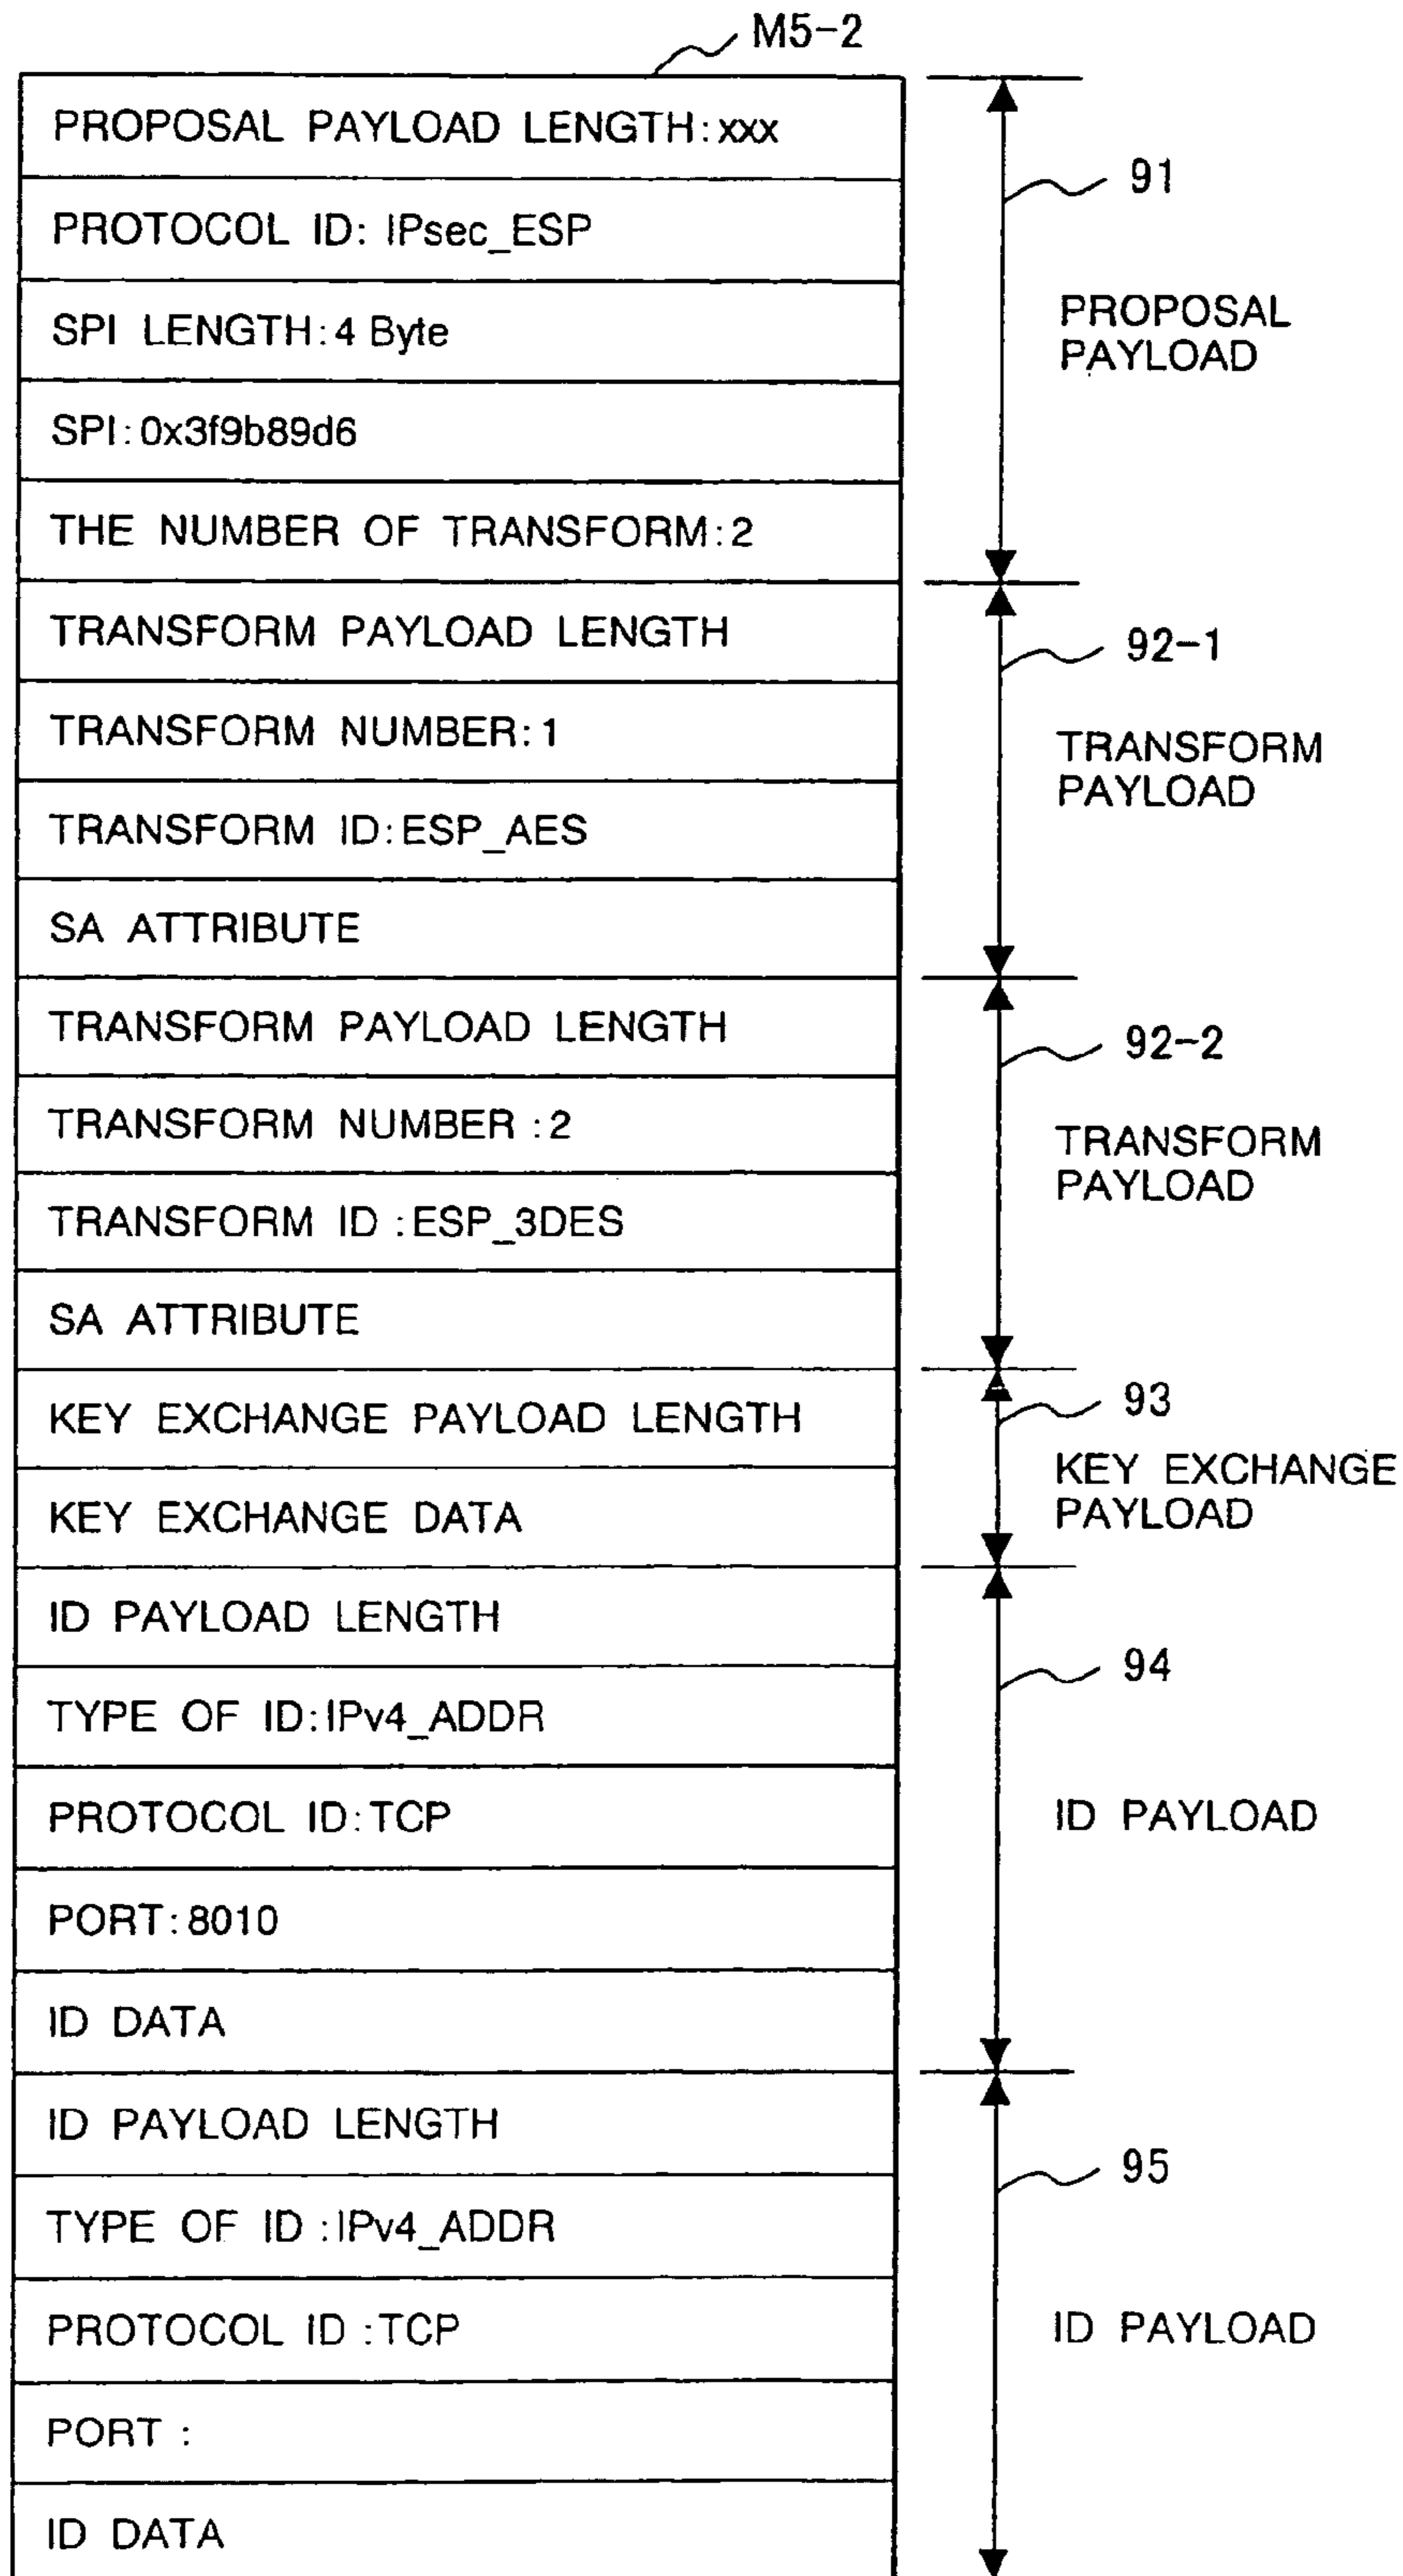 M5-2
PROPOSAL PAYLOAD LENGTH:xxx
PROTOCOL ID: IPsec_ESP
SPI LENGTH:4 Byte
SPI:0x3f9b89d6
THE NUMBER OF TRANSFORM:2
91
PROPOSAL
PAYLOAD
TRANSFORM PAYLOAD LENGTH
TRANSFORM NUMBER:1
TRANSFORM ID:ESP_AES
SA ATTRIBUTE
92-1
TRANSFORM
PAYLOAD
TRANSFORM PAYLOAD LENGTH
TRANSFORM NUMBER :2
TRANSFORM ID :ESP_3DES
SA ATTRIBUTE
92-2
TRANSFORM
PAYLOAD
KEY EXCHANGE PAYLOAD LENGTH
KEY EXCHANGE DATA
93
KEY EXCHANGE
PAYLOAD
ID PAYLOAD LENGTH
TYPE OF ID:IPv4_ADDR
PROTOCOL ID:TCP
PORT:8010
ID DATA
94
ID PAYLOAD
ID PAYLOAD LENGTH
TYPE OF ID :IPv4_ADDR
PROTOCOL ID :TCP
PORT :
ID DATA
95
ID PAYLOAD